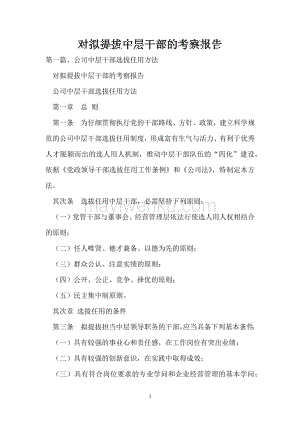 对拟提拔中层干部的考察报告
第一篇、公司中层干部选拔任用方法
对拟提拔中层干部的考察报告
公司中层干部选拔任用方法
第一章 总 则
第一条 为仔细贯彻执行党的干部路线、方针、政策，建立科学规
范的公司中层干部选拔任用制度，形成富有生气与活力，有利于优秀
人才脱颖而出的选人用人机制，推动中层干部队伍的“四化”建设，
依据《党政领导干部选拔任用工作条例》和《公司法》，特制定本方
法。
其次条 选拔任用中层干部，必需坚持下列原则：
（一）党管干部与董事会、经营管理层依法行使选人用人权相结合
的原则；
（二）任人唯贤、德才兼备、以德为先的原则；
（三）群众公认、注意实绩的原则；
（四）公开、公正、竞争、择优的原则；
（五）民主集中制原则。
其次章 选拔任用的条件
第三条 拟提拔担当中层领导职务的干部，应当具备下列基本条件：
（一）具有较强的事业心和责任感，在工作岗位有突出业绩；
（二）具有较强的创新意识，在实践中取得成效；
（三）具有符合岗位要求的专业学问和企业经营管理的基本学问；
1